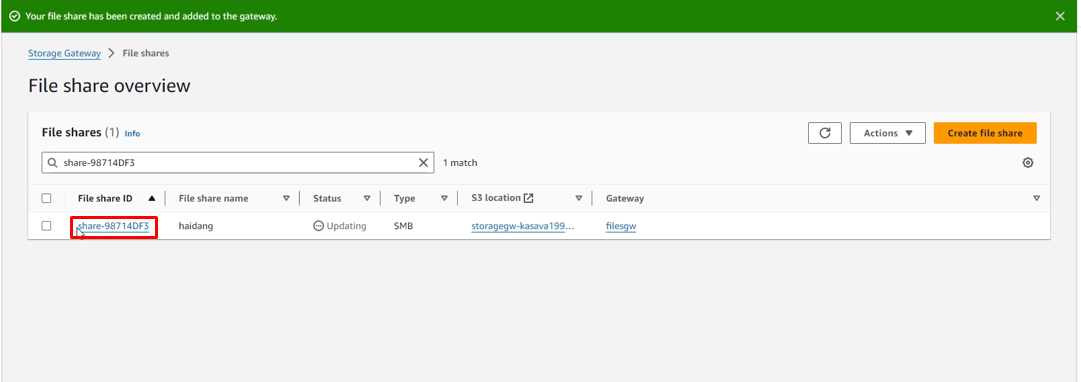 Your file share has been created and added to the gateway.
Storage Gateway > File shares
File share overview
File shares (1) Info
Actions
Create file share
share-98714DF3
1 match
File share ID File share name Status Type S3 location Gateway
share-98714DF3 haidang Updating SMB storagegw-kasava199... filesgw